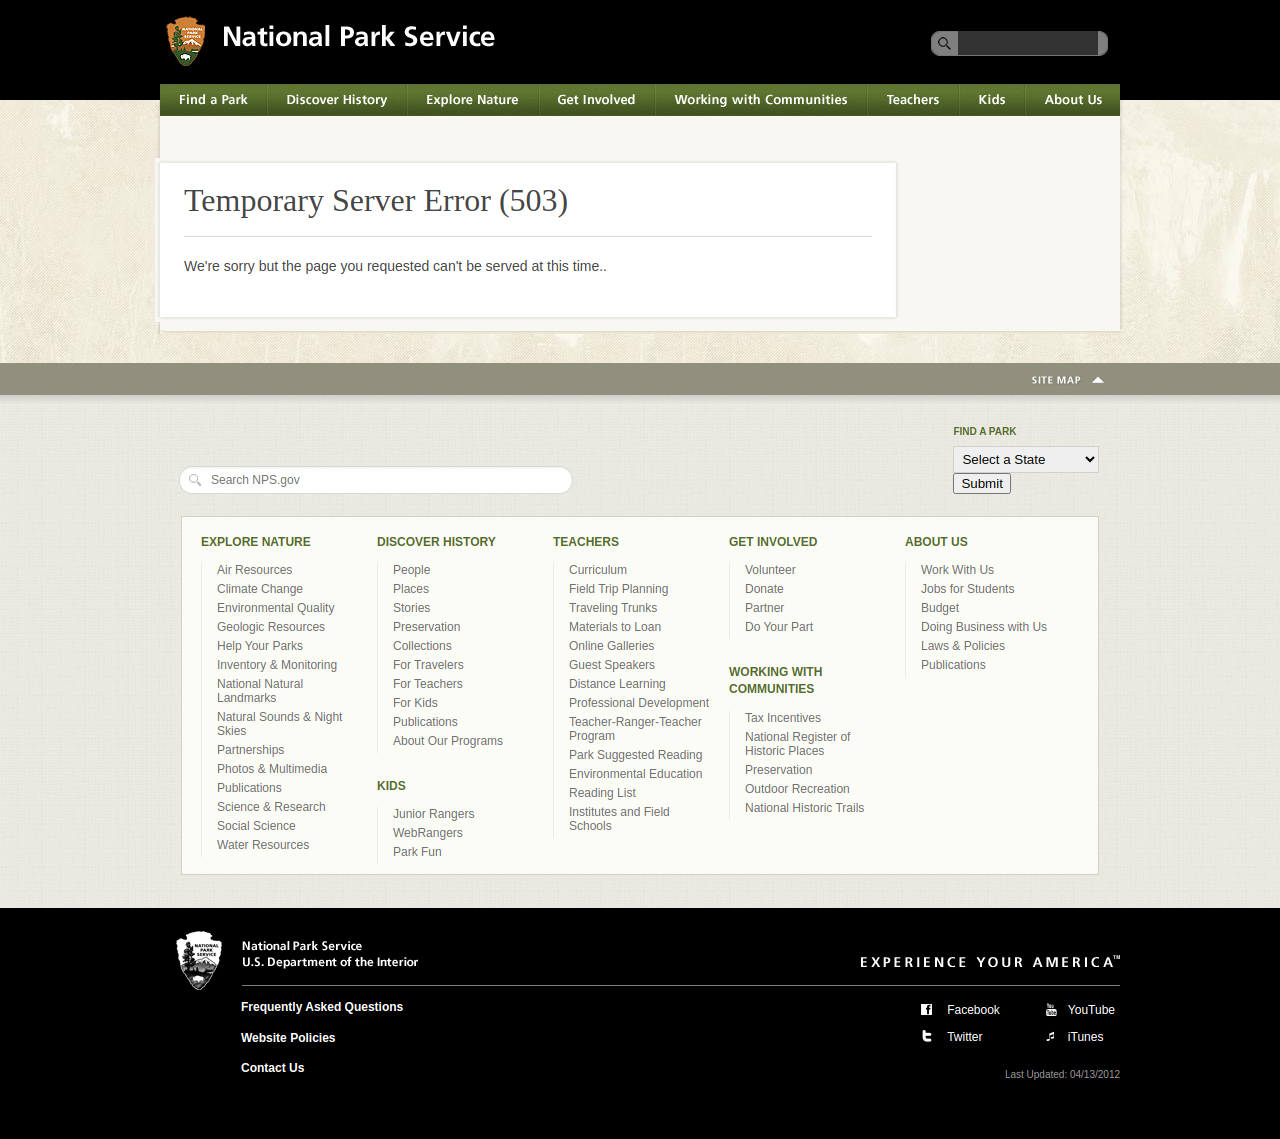 National Park Service
Find a Park
Discover History
Explore Nature
Get Involved
Working with Communities
Teachers
Kids
About Us
Temporary Server Error (503)
We're sorry but the page you requested can't be served at this time..
SITE MAP
FIND A PARK
Select a State
Submit
Search NPS.gov
EXPLORE NATURE
Air Resources
Climate Change
Environmental Quality
Geologic Resources
Help Your Parks
Inventory & Monitoring
National Natural
Landmarks
Natural Sounds & Night
Skies
Partnerships
Photos & Multimedia
Publications
Science & Research
Social Science
Water Resources
DISCOVER HISTORY
People
Places
Stories
Preservation
Collections
For Travelers
For Teachers
For Kids
Publications
About Our Programs
KIDS
Junior Rangers
WebRangers
Park Fun
TEACHERS
Curriculum
Field Trip Planning
Traveling Trunks
Materials to Loan
Online Galleries
Guest Speakers
Distance Learning
Professional Development
Teacher-Ranger-Teacher
Program
Park Suggested Reading
Environmental Education
Reading List
Institutes and Field
Schools
GET INVOLVED
Volunteer
Donate
Partner
Do Your Part
WORKING WITH
COMMUNITIES
Tax Incentives
National Register of
Historic Places
Preservation
Outdoor Recreation
National Historic Trails
ABOUT US
Work With Us
Jobs for Students
Budget
Doing Business with Us
Laws & Policies
Publications
NATIONAL
PARK
SERVICE
National Park Service
U.S. Department of the Interior
EXPERIENCE YOUR AMERICA™
Frequently Asked Questions
Website Policies
Contact Us
Facebook
YouTube
Twitter
iTunes
Last Updated: 04/13/2012